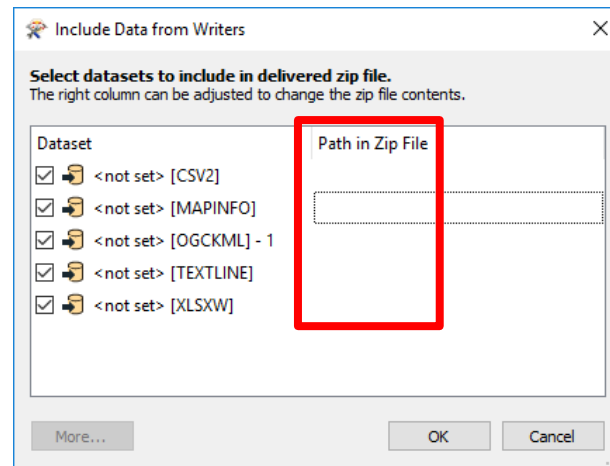 Include Data from Writers
Select datasets to include in delivered zip file.
The right column can be adjusted to change the zip file contents.
Dataset Path in Zip File
<not set> [CSV2]
<not set> [MAPINFO]
<not set> [OGCKML] - 1
<not set> [TEXTLINE]
<not set> [XLSXW]
More... OK Cancel